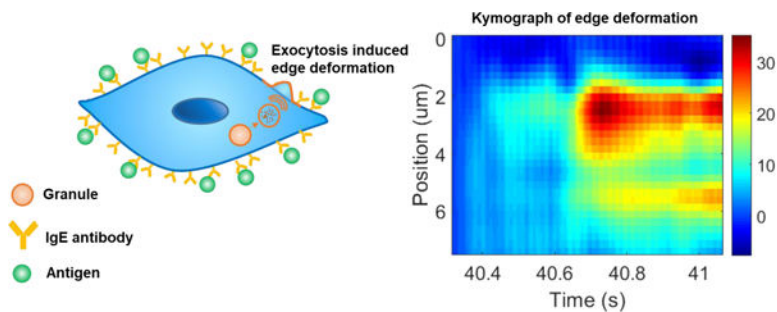 Exocytosis induced
edge deformation
Granule
IgE antibody
Antigen
Kymograph of edge deformation
Position (um)
0
2
4
6
40.4 40.6 40.8 41
Time (s)
30
20
10
0